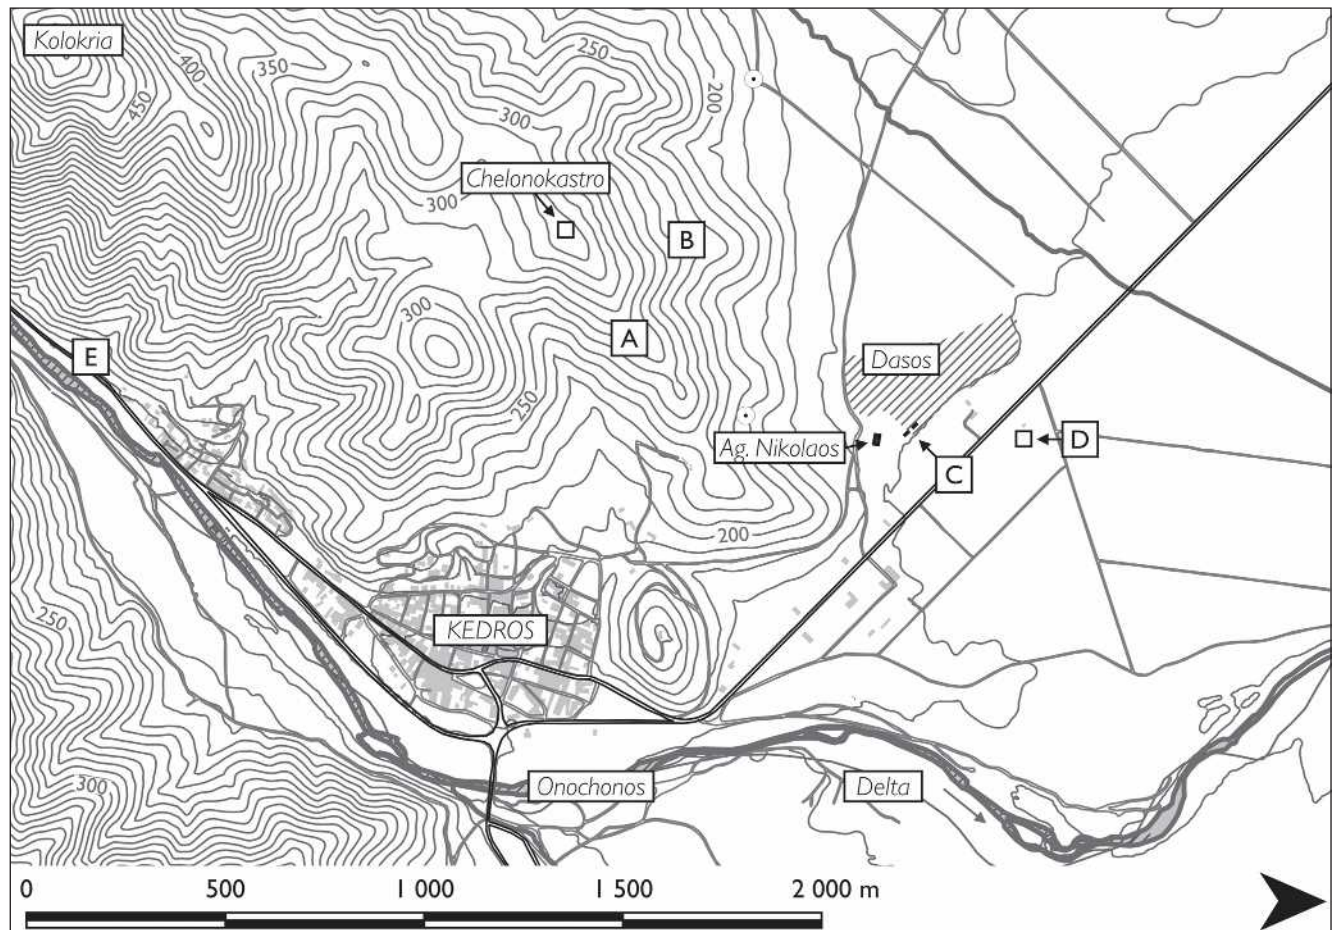 Kolokria
400
350
450
250
200
300
Chelonokastro
300
B
300
A
E
250
Dasos
Ag. Nikolaos
D
C
200
KEDROS
250
300
Onochonos
Delta
0 500 1 000 1 500 2 000 m